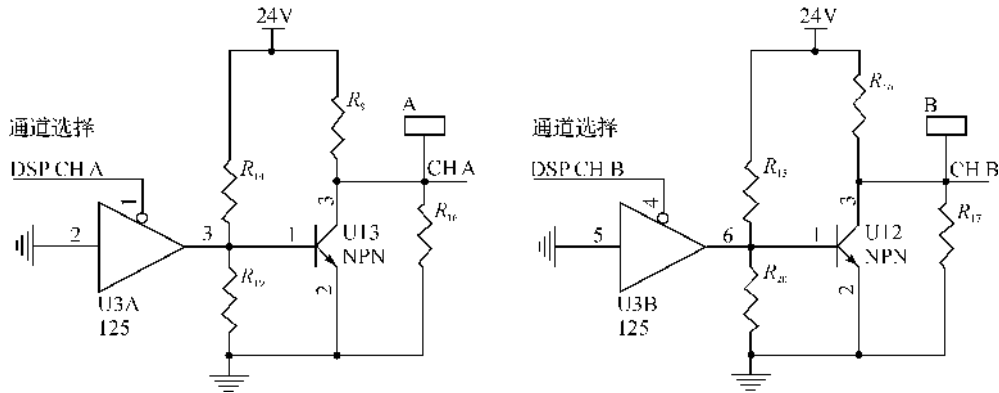 24V
R₉
A
通道选择
DSP CH A
R₁₄
CH A
1
3
R₁₆
2
3
1
U13
NPN
R₁₉
2
U3A
125
24V
B
通道选择
DSP CH B
R₁₅
CH B
4
3
R₁₇
5
6
1
U12
NPN
R₂₀
2
U3B
125